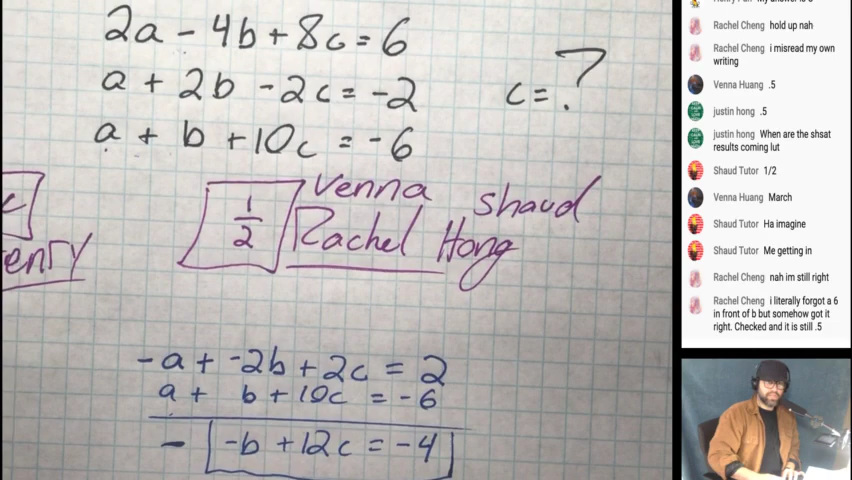 2a - 4b + 8c = 6
a + 2b - 2c = -2
a + b + 10c = -6
c = ?
c
enry
1/2
Venna
Shaud
Rachel
Hong
-a + -2b + 2c = 2
a + b + 10c = -6
- -b + 12c = -4
Rachel Cheng hold up nah
Rachel Cheng i misread my own
writing
Venna Huang .5
justin hong .5
justin hong When are the shsat
results coming lut
Shaud Tutor 1/2
Venna Huang March
Shaud Tutor Ha imagine
Shaud Tutor Me getting in
Rachel Cheng nah im still right
Rachel Cheng i literally forgot a 6
in front of b but somehow got it
right. Checked and it is still .5